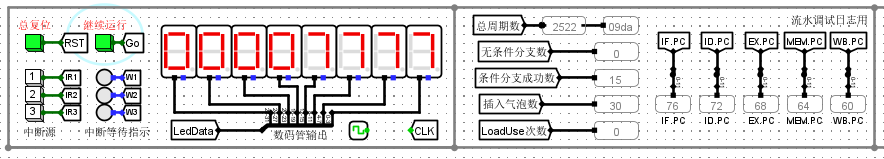 总复位
继续运行
RST
Go
1
IR1
2
IR2
3
IR3
中断源
W1
W2
W3
中断等待指示
00007777
LedData
数码管输出
CLK
流水调试日志用
总周期数
2522
09da
无条件分支数
0
条件分支成功数
15
插入气泡数
30
LoadUse次数
0
IF.PC
ID.PC
EX.PC
MEM.PC
WB.PC
76
72
68
64
60
IF.PC
ID.PC
EX.PC
MEM.PC
WB.PC